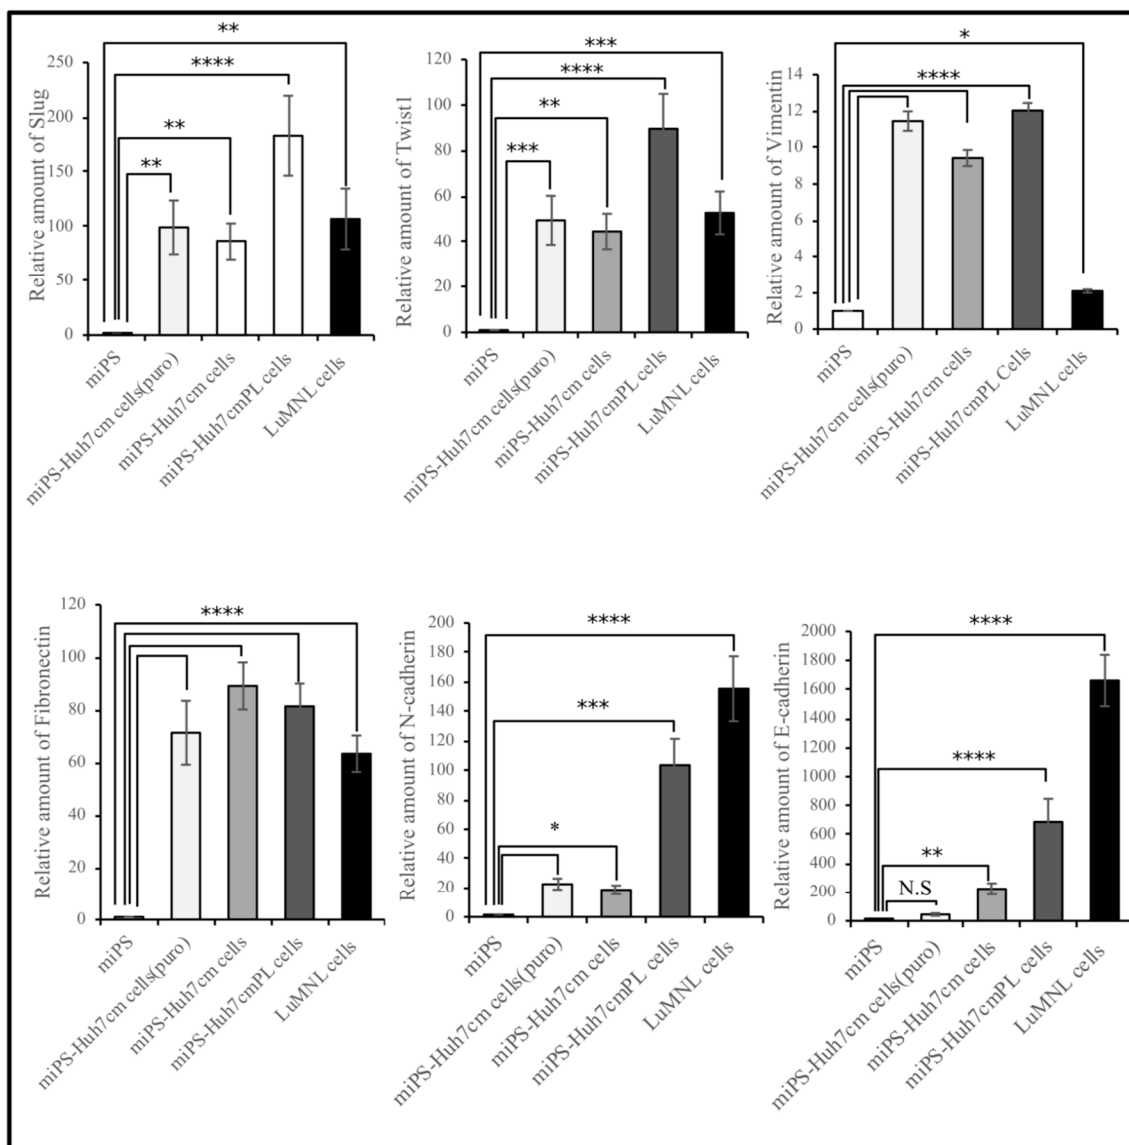 **
****
**
**
Relative amount of Slug
250
200
150
100
50
0
miPS
miPS-Huh7cm cells(puro)
miPS-Huh7cm cells
miPS-Huh7cmPL cells
LuMNL cells
***
****
**
***
Relative amount of Twist1
120
100
80
60
40
20
0
miPS
miPS-Huh7cm cells(puro)
miPS-Huh7cm cells
miPS-Huh7cmPL cells
LuMNL cells
*
****
Relative amount of Vimentin
14
12
10
8
6
4
2
0
miPS
miPS-Huh7cm cells(puro)
miPS-Huh7cm cells
miPS-Huh7cmPL Cells
LuMNL cells
****
Relative amount of Fibronectin
120
100
80
60
40
20
0
miPS
miPS-Huh7cm cells(puro)
miPS-Huh7cm cells
miPS-Huh7cmPL cells
LuMNL cells
****
***
*
Relative amount of N-cadherin
200
180
160
140
120
100
80
60
40
20
0
miPS
miPS-Huh7cm cells(puro)
miPS-Huh7cm cells
miPS-Huh7cmPL cells
LuMNL cells
****
****
**
N.S
Relative amount of E-cadherin
2000
1800
1600
1400
1200
1000
800
600
400
200
0
miPS
miPS-Huh7cm cells(puro)
miPS-Huh7cm cells
miPS-Huh7cmPL cells
LuMNL cells